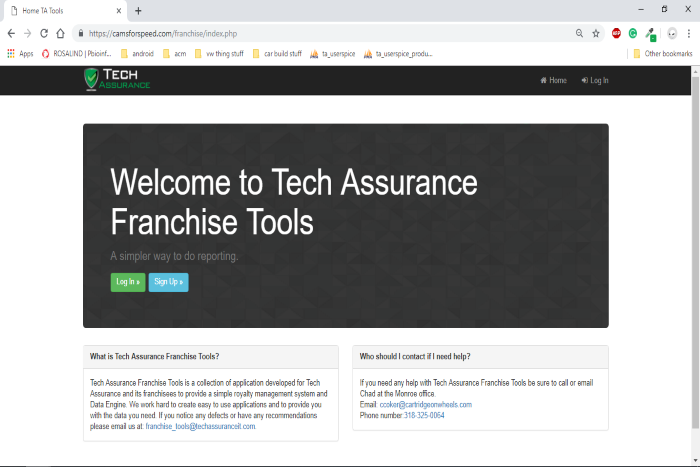 Home TA Tools
https://camsforspeed.com/franchise/index.php
Apps ROSALIND | Pbioinf... android acm vw thing stuff car build stuff ta_userspice ta_userspice_produ... Other bookmarks
TECH
ASSURANCE
Home Log In
Welcome to Tech Assurance
Franchise Tools
A simpler way to do reporting.
Log In » Sign Up »
What is Tech Assurance Franchise Tools?
Tech Assurance Franchise Tools is a collection of application developed for Tech
Assurance and its franchisees to provide a simple royalty management system and
Data Engine. We work hard to create easy to use applications and to provide you
with the data you need. If you notice any defects or have any recommendations
please email us at: franchise_tools@techassuranceit.com.
Who should I contact if I need help?
If you need any help with Tech Assurance Franchise Tools be sure to call or email
Chad at the Monroe office.
Email: ccoker@cartridgeonwheels.com
Phone number:318-325-0064